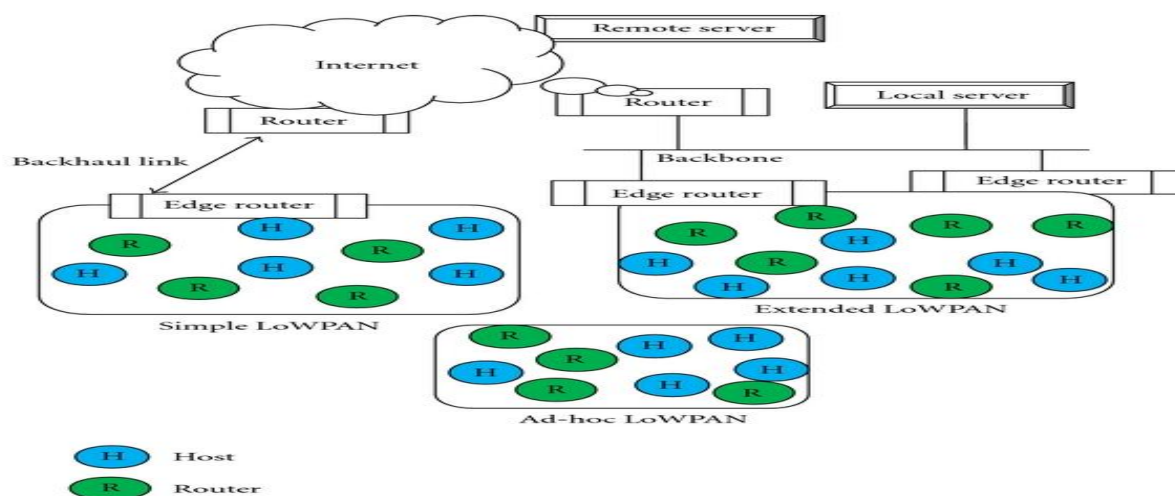 Remote server
Internet
Router
Router
Local server
Backhaul link
Backbone
Edge router
Edge router
Edge router
H
H
R
R
H
H
H
R
R
R
R
R
R
H
H
R
H
H
H
H
R
Simple LoWPAN
Extended LoWPAN
R
H
H
R
H
H
R
H
R
Ad-hoc LoWPAN
H Host
R Router